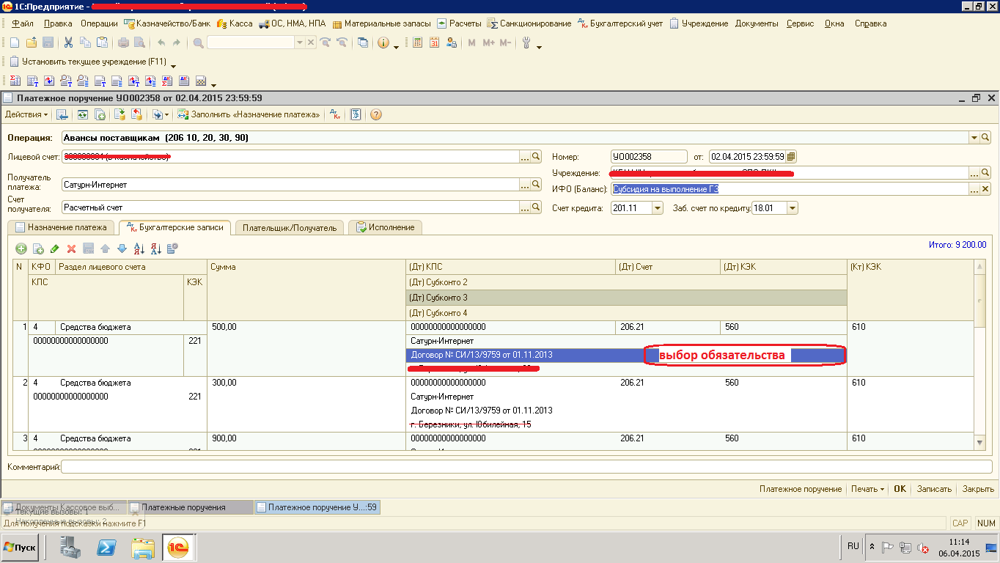 1С:Предприятие -
Файл Правка Операции Казначейство/Банк Касса ОС, НМА, НПА Материальные запасы Расчеты Санкционирование Бухгалтерский учет Учреждение Документы Сервис Окна Справка
M M+ M-
Установить текущее учреждение (F11)
Платежное поручение УО002358 от 02.04.2015 23:59:59
Действия Заполнить «Назначение платежа»
Операция: Авансы поставщикам (206 10, 20, 30, 90)
Лицевой счет: Номер: УО002358 от: 02.04.2015 23:59:59
Учреждение:
Получатель платежа: Сатурн-Интернет ИФО (Баланс): Субсидия на выполнение ГЗ
Счет получателя: Расчетный счет Счет кредита: 201.11 Заб. счет по кредиту: 18.01
Назначение платежа Бухгалтерские записи Плательщик/Получатель Исполнение
Итого: 9 200.00
N КФО Раздел лицевого счета Сумма (Дт) КПС (Дт) Счет (Дт) КЭК (Кт) КЭК
КПС КЭК (Дт) Субконто 2
(Дт) Субконто 3
(Дт) Субконто 4
1 4 Средства бюджета 500,00 00000000000000000 206.21 560 610
00000000000000000 221 Сатурн-Интернет
Договор № СИ/13/9759 от 01.11.2013 выбор обязательства
2 4 Средства бюджета 300,00 00000000000000000 206.21 560 610
00000000000000000 221 Сатурн-Интернет
Договор № СИ/13/9759 от 01.11.2013
г. Березники, ул. Юбилейная, 15
3 4 Средства бюджета 900,00 00000000000000000 206.21 560 610
Комментарий:
Платежное поручение Печать OK Записать Закрыть
Документы Кассовое выб... Платежные поручения Платежное поручение У...:59
Текущие вызовы: 1
Накопленные вызовы: 2
Для получения подсказки нажмите F1 CAP NUM
Пуск RU 11:14
06.04.2015